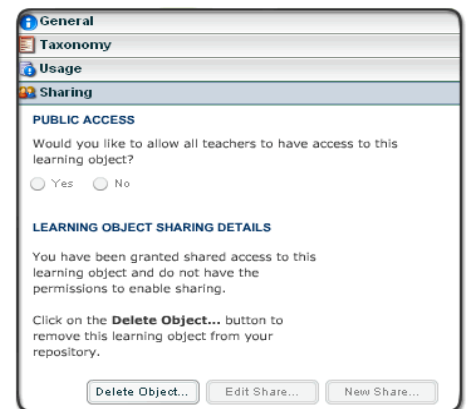 General
Taxonomy
Usage
Sharing
PUBLIC ACCESS
Would you like to allow all teachers to have access to this
learning object?
Yes No
LEARNING OBJECT SHARING DETAILS
You have been granted shared access to this
learning object and do not have the
permissions to enable sharing.
Click on the Delete Object... button to
remove this learning object from your
repository.
Delete Object... Edit Share... New Share...